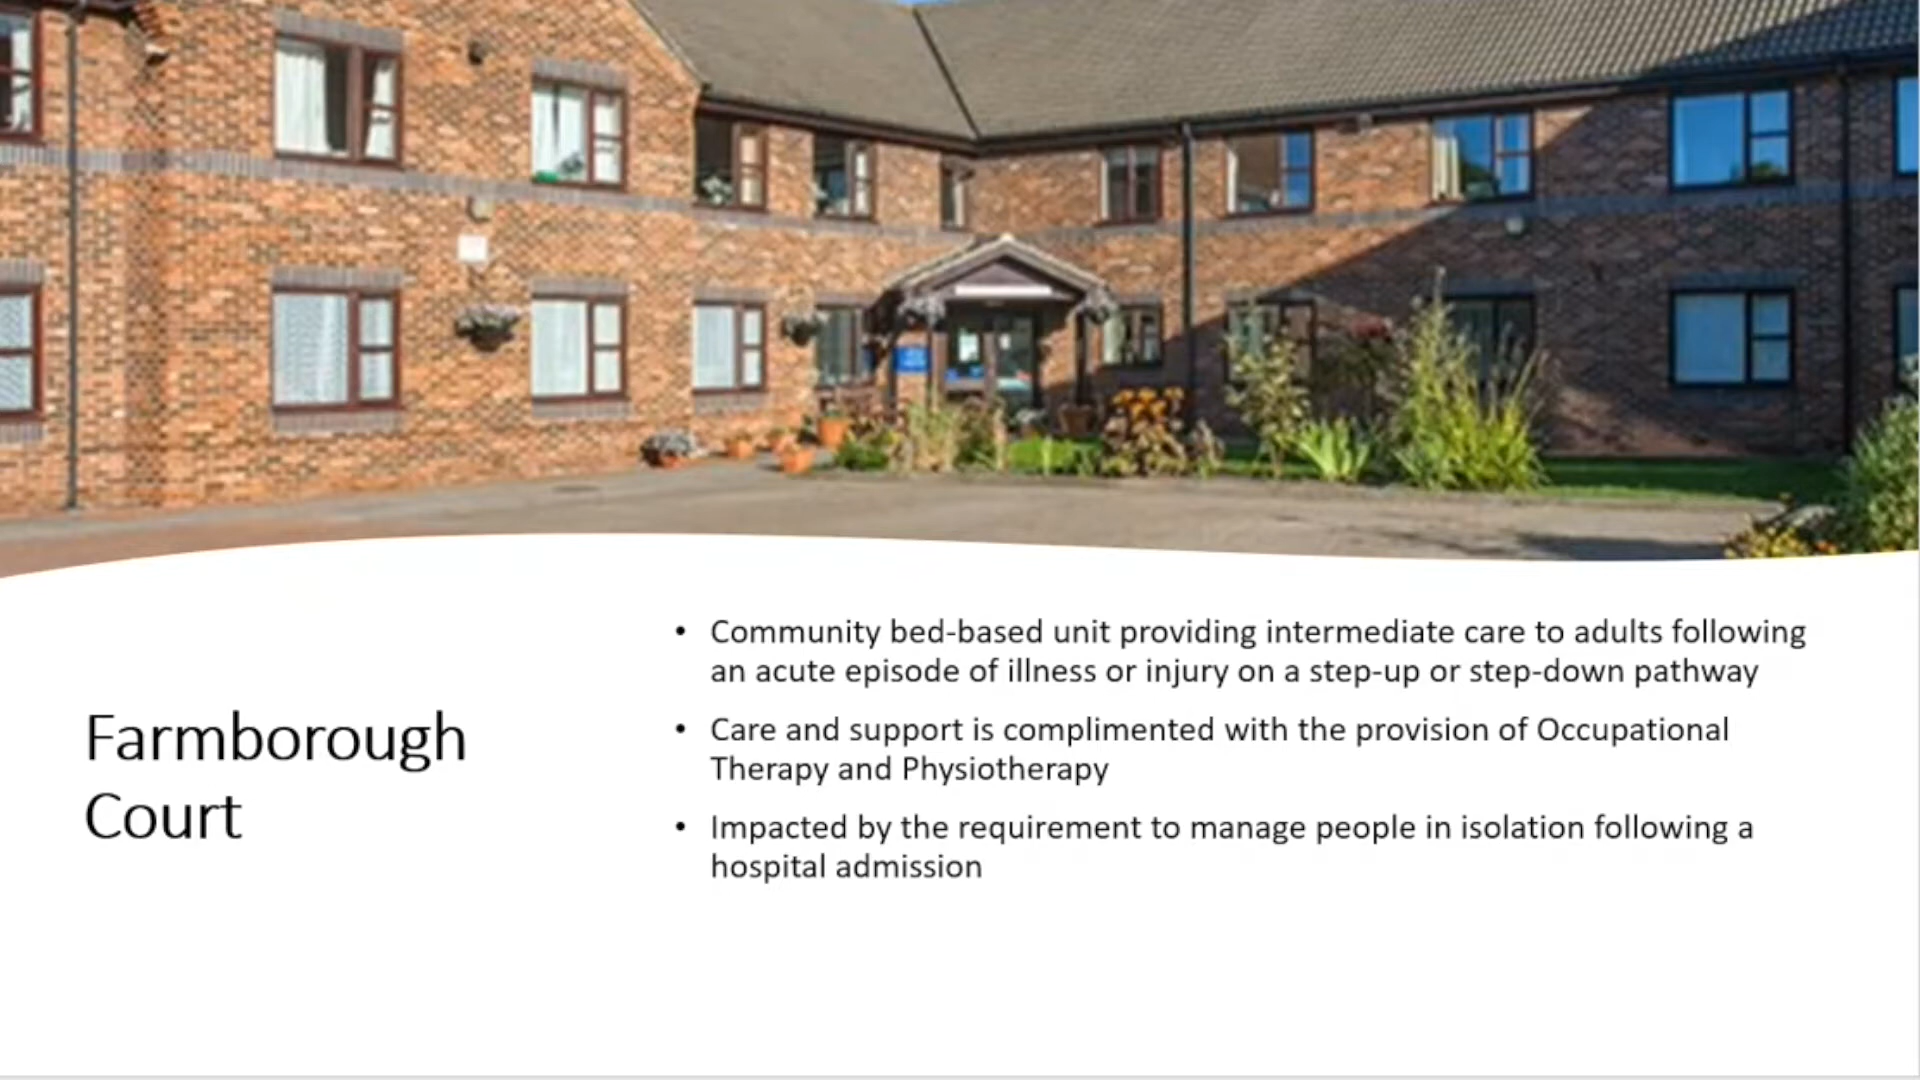 Farmborough
Court
• Community bed-based unit providing intermediate care to adults following
an acute episode of illness or injury on a step-up or step-down pathway
• Care and support is complimented with the provision of Occupational
Therapy and Physiotherapy
• Impacted by the requirement to manage people in isolation following a
hospital admission